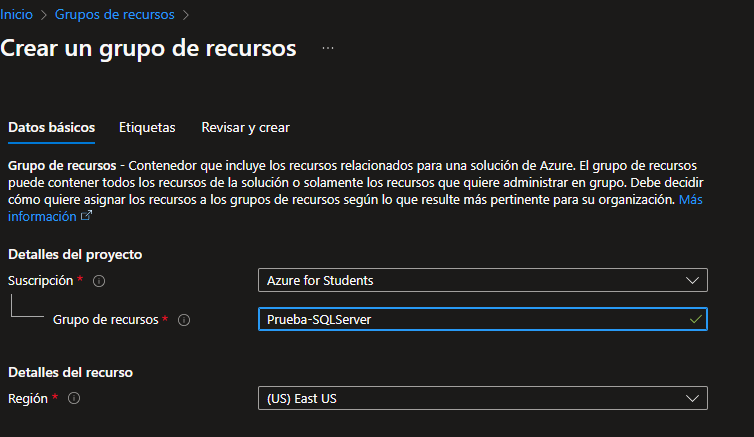 Inicio > Grupos de recursos >
Crear un grupo de recursos ...
Datos básicos Etiquetas Revisar y crear
Grupo de recursos - Contenedor que incluye los recursos relacionados para una solución de Azure. El grupo de recursos
puede contener todos los recursos de la solución o solamente los recursos que quiere administrar en grupo. Debe decidir
cómo quiere asignar los recursos a los grupos de recursos según lo que resulte más pertinente para su organización. Más
información
Detalles del proyecto
Suscripción * Azure for Students
Grupo de recursos * Prueba-SQLServer
Detalles del recurso
Región * (US) East US